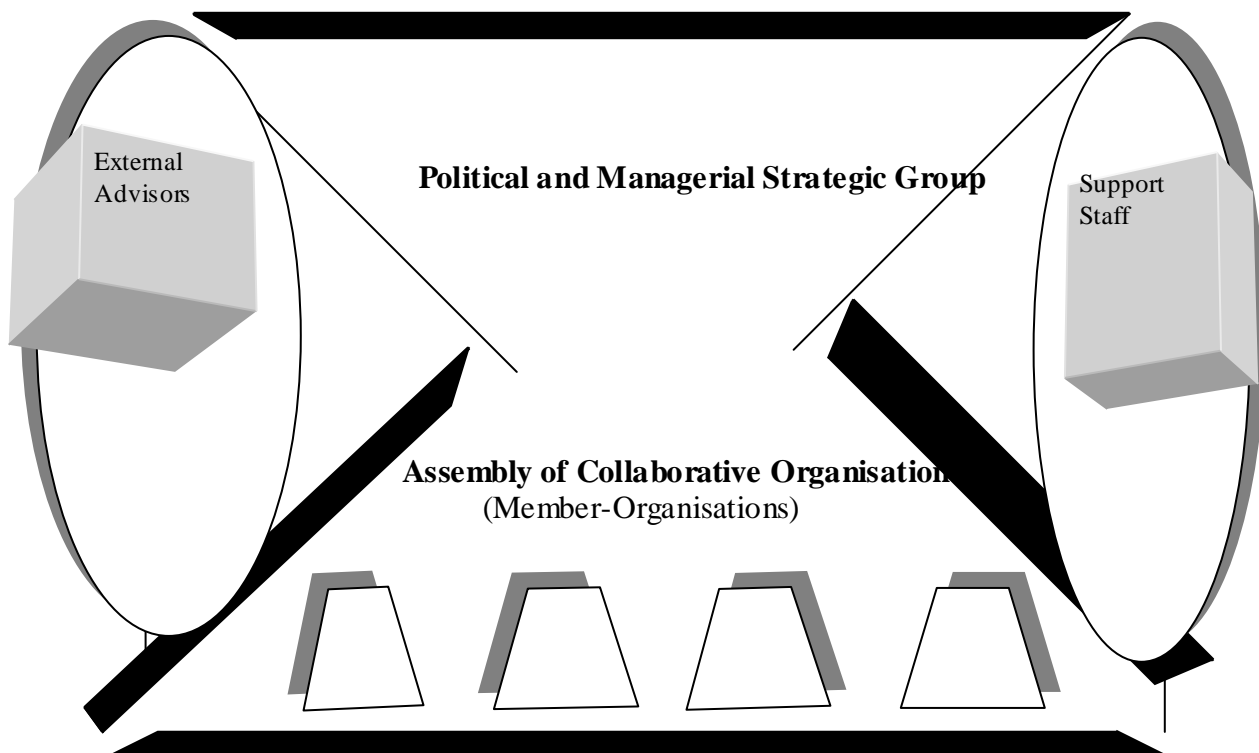 External
Advisors
Political and Managerial Strategic Group
Support
Staff
Assembly of Collaborative Organisation
(Member-Organisations)